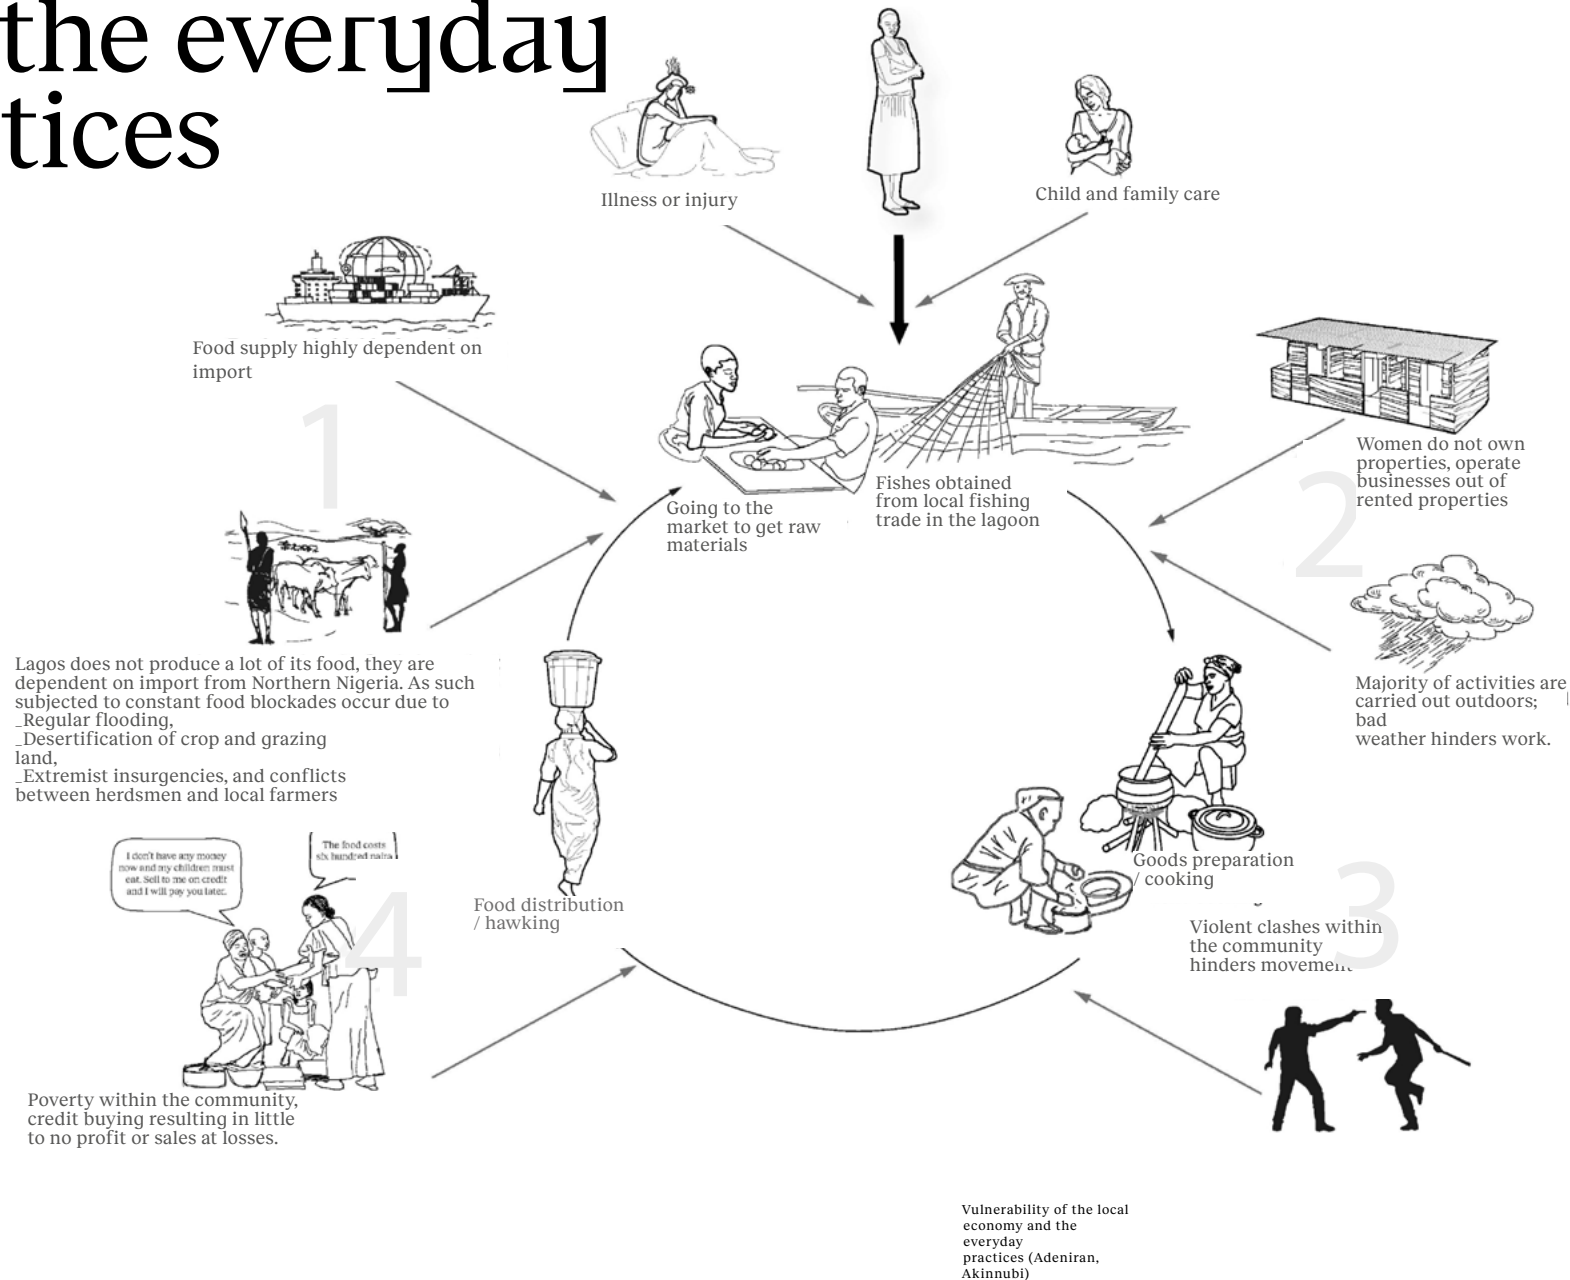 the everyday
tices
Illness or injury
Child and family care
Food supply highly dependent on
import
1
Women do not own
properties, operate
businesses out of
rented properties
2
Going to the
market to get raw
materials
Fishes obtained
from local fishing
trade in the lagoon
Lagos does not produce a lot of its food, they are
dependent on import from Northern Nigeria. As such
subjected to constant food blockades occur due to
_Regular flooding,
_Desertification of crop and grazing
land,
_Extremist insurgencies, and conflicts
between herdsmen and local farmers
Majority of activities are
carried out outdoors;
bad
weather hinders work.
I don't have any money
now and my children must
eat. Sell to me on credit
and I will pay you later.
The food costs
six hundred naira
4
Food distribution
/ hawking
Goods preparation
/ cooking
3
Violent clashes within
the community
hinders movement
Poverty within the community,
credit buying resulting in little
to no profit or sales at losses.
Vulnerability of the local
economy and the
everyday
practices (Adeniran,
Akinnubi)